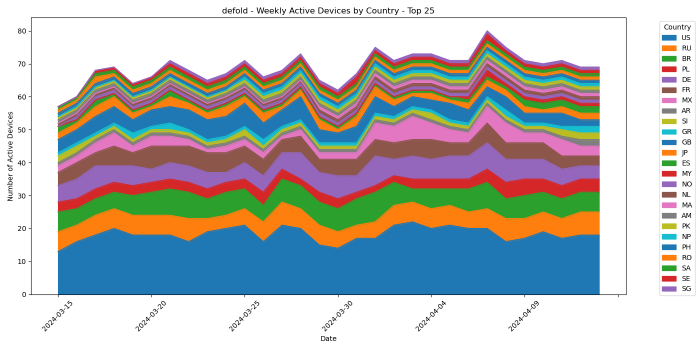 defold - Weekly Active Devices by Country - Top 25
Number of Active Devices
80
70
60
50
40
30
20
10
0
2024-03-15
2024-03-20
2024-03-25
2024-03-30
2024-04-04
2024-04-09
Date
Country
US
RU
BR
PL
DE
FR
MX
AR
SI
GR
GB
JP
ES
MY
NO
NL
MA
AM
PK
NP
PH
RO
SA
SE
SG